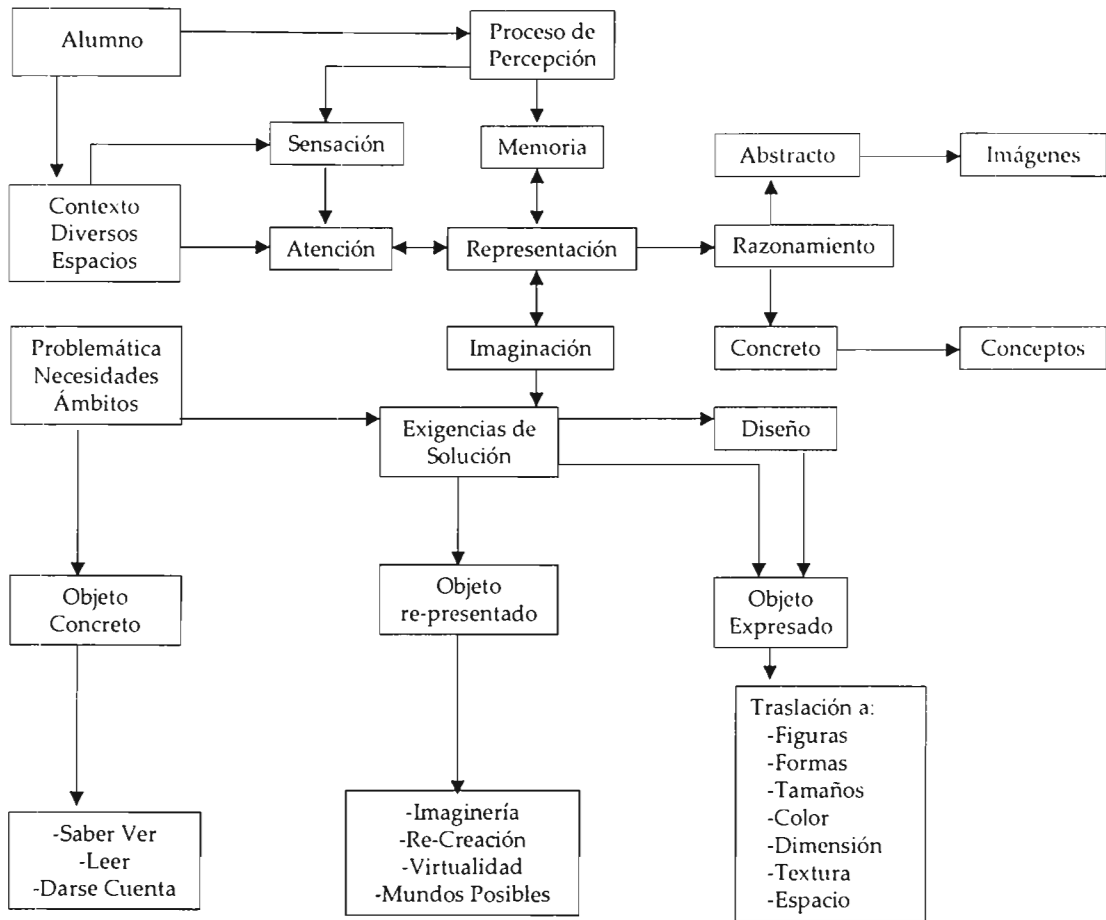 Alumno
Proceso de
Percepción
Sensación
Memoria
Abstracto
Imágenes
Contexto
Diversos
Espacios
Atención
Representación
Razonamiento
Problemática
Necesidades
Ámbitos
Imaginación
Concreto
Conceptos
Exigencias de
Solución
Diseño
Objeto
Concreto
Objeto
re-presentado
Objeto
Expresado
Traslación a:
-Figuras
-Formas
-Tamaños
-Color
-Dimensión
-Textura
-Espacio
-Saber Ver
-Leer
-Darse Cuenta
-Imaginería
-Re-Creación
-Virtualidad
-Mundos Posibles